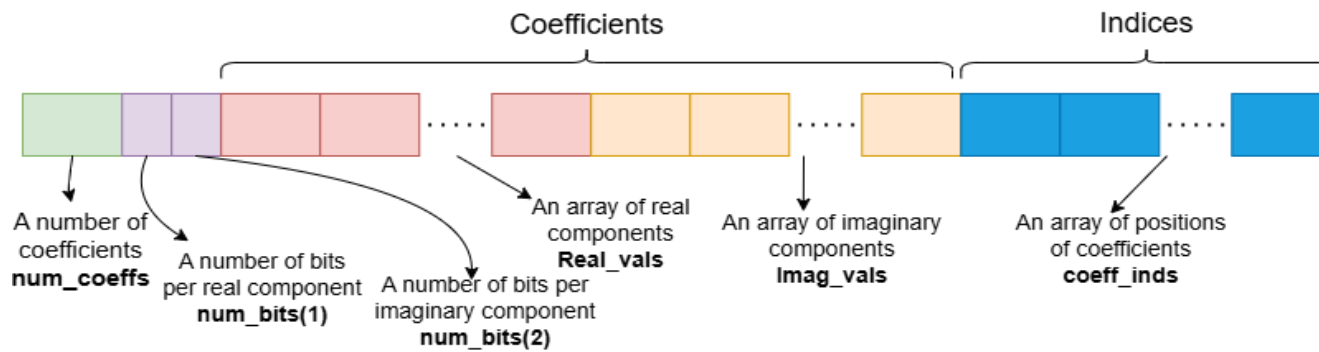 Coefficients
Indices
A number of
coefficients
num_coeffs
A number of bits
per real component
num_bits(1)
A number of bits per
imaginary component
num_bits(2)
An array of real
components
Real_vals
An array of imaginary
components
Imag_vals
An array of positions
of coefficients
coeff_inds